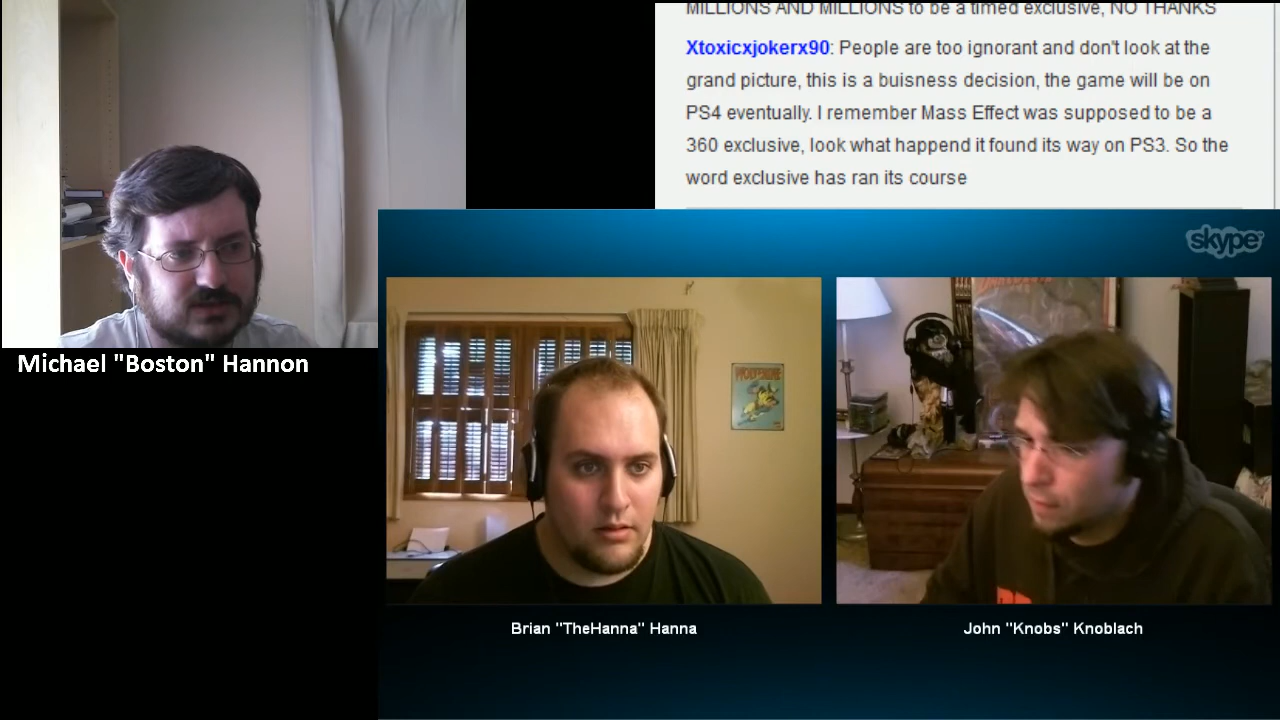 MILLIONS AND MILLIONS to be a timed exclusive, NO THANKS
Xtoxicxjokerx90: People are too ignorant and don't look at the
grand picture, this is a buisness decision, the game will be on
PS4 eventually. I remember Mass Effect was supposed to be a
360 exclusive, look what happend it found its way on PS3. So the
word exclusive has ran its course
skype
WOLVERINE
Michael "Boston" Hannon
Brian "TheHanna" Hanna
John "Knobs" Knoblach